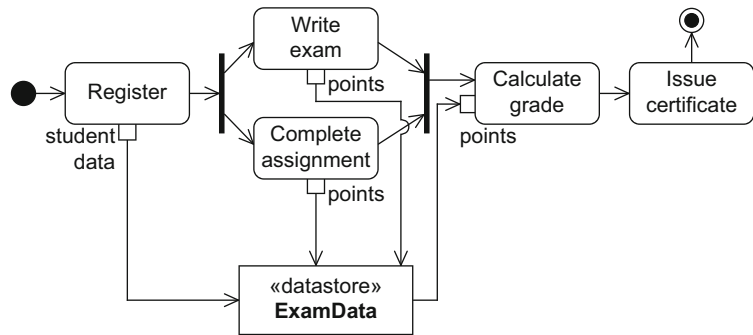 Register
student
data
Write
exam
points
Complete
assignment
points
Calculate
grade
points
Issue
certificate
«datastore»
ExamData